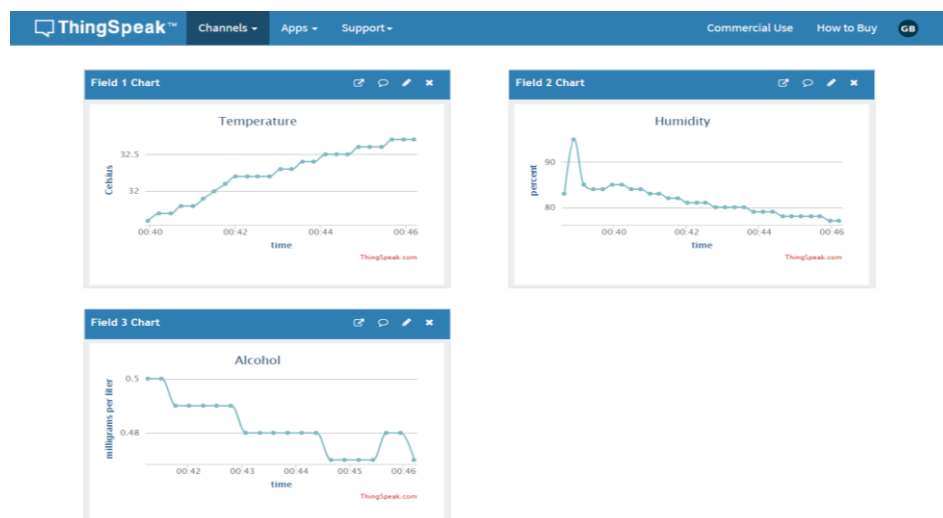 ThingSpeak™ Channels Apps Support Commercial Use How to Buy GB
Field 1 Chart
Temperature
Celsius
32.5
32
00:40 00:42 00:44 00:46
time
ThingSpeak.com
Field 2 Chart
Humidity
percent
90
80
00:40 00:42 00:44 00:46
time
ThingSpeak.com
Field 3 Chart
Alcohol
milligrams per liter
0.5
0.48
00:42 00:43 00:44 00:45 00:46
time
ThingSpeak.com